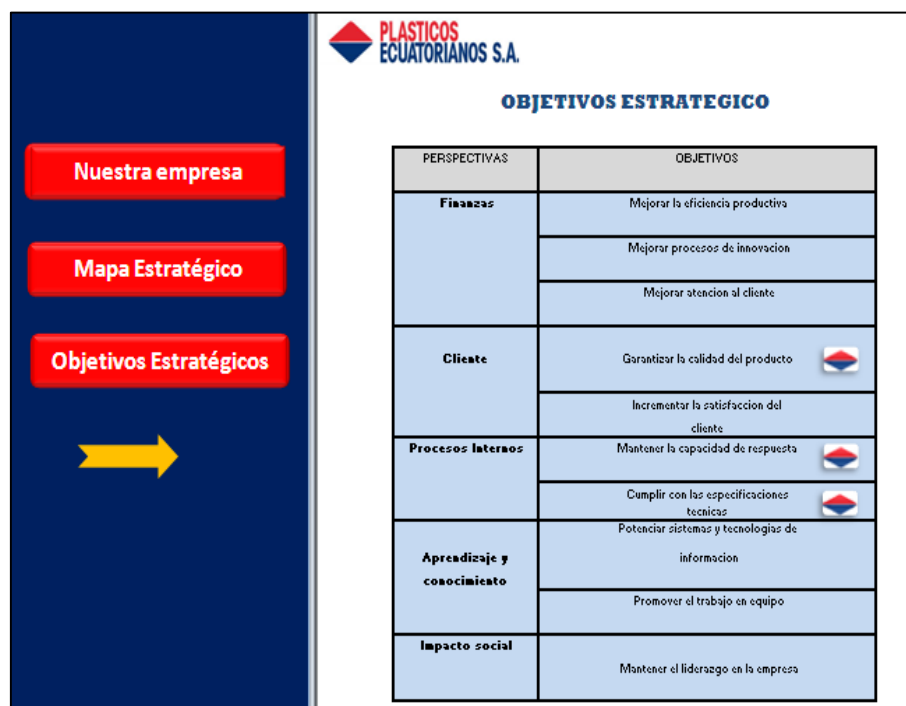 PLASTICOS
ECUATORIANOS S.A.
OBJETIVOS ESTRATEGICO
Nuestra empresa
Mapa Estratégico
Objetivos Estratégicos
PERSPECTIVAS
OBJETIVOS
Finanzas
Mejorar la eficiencia productiva
Mejorar procesos de innovacion
Mejorar atencion al cliente
Cliente
Garantizar la calidad del producto
Incrementar la satisfaccion del
cliente
Procesos Internos
Mantener la capacidad de respuesta
Cumplir con las especificaciones
tecnicas
Aprendizaje y
conocimiento
Potenciar sistemas y tecnologias de
informacion
Promover el trabajo en equipo
Impacto social
Mantener el liderazgo en la empresa